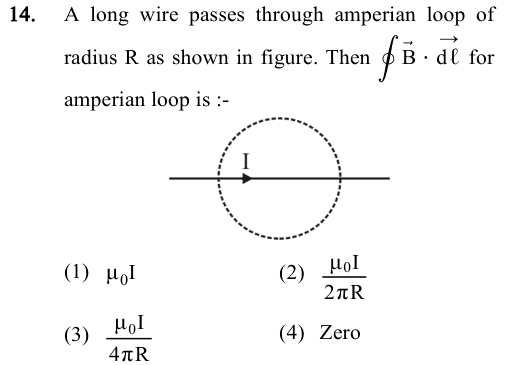 14. A long wire passes through amperian loop of
radius R as shown in figure. Then ∮ B⃗ · dℓ⃗ for
amperian loop is :-
I
(1) μ₀I (2) μ₀I/2πR
(3) μ₀I/4πR (4) Zero